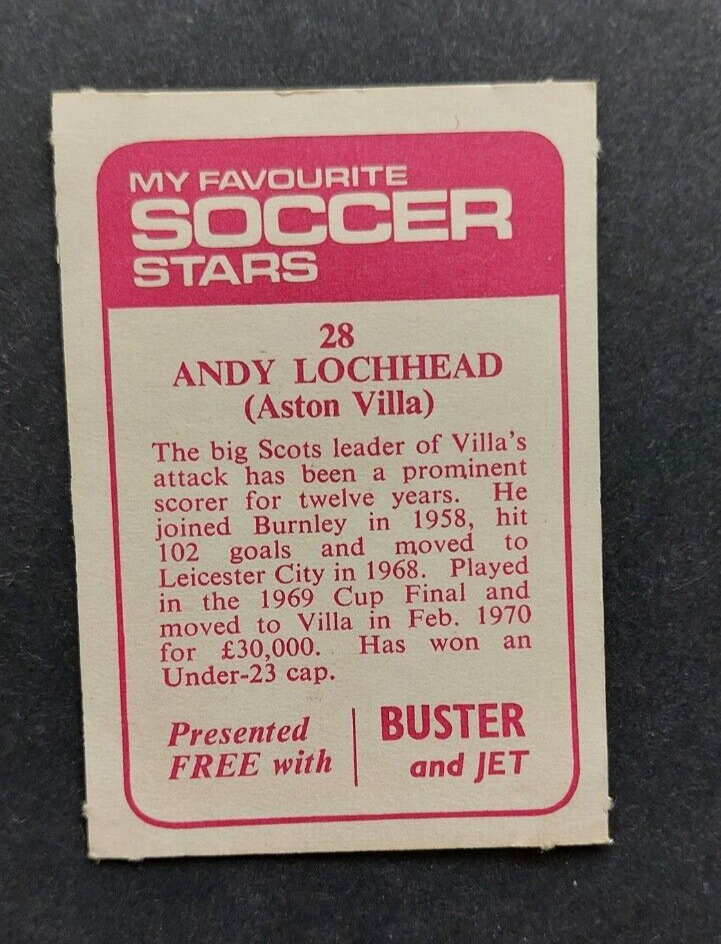 MY FAVOURITE
SOCCER
STARS
28
ANDY LOCHHEAD
(Aston Villa)
The big Scots leader of Villa's
attack has been a prominent
scorer for twelve years. He
joined Burnley in 1958, hit
102 goals and moved to
Leicester City in 1968. Played
in the 1969 Cup Final and
moved to Villa in Feb. 1970
for £30,000. Has won an
Under-23 cap.
Presented
FREE with
BUSTER
and JET